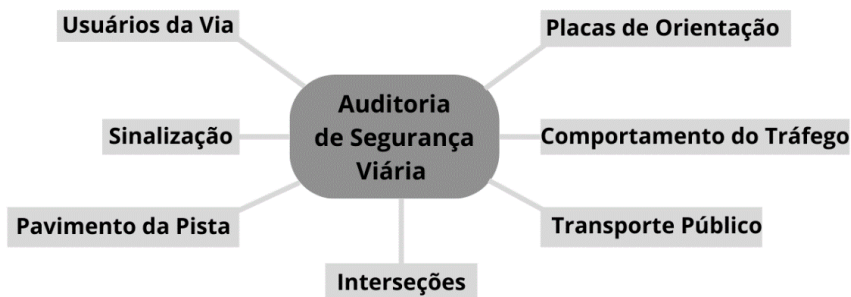 Usuários da Via
Placas de Orientação
Auditoria
de Segurança
Viária
Sinalização
Comportamento do Tráfego
Pavimento da Pista
Transporte Público
Interseções